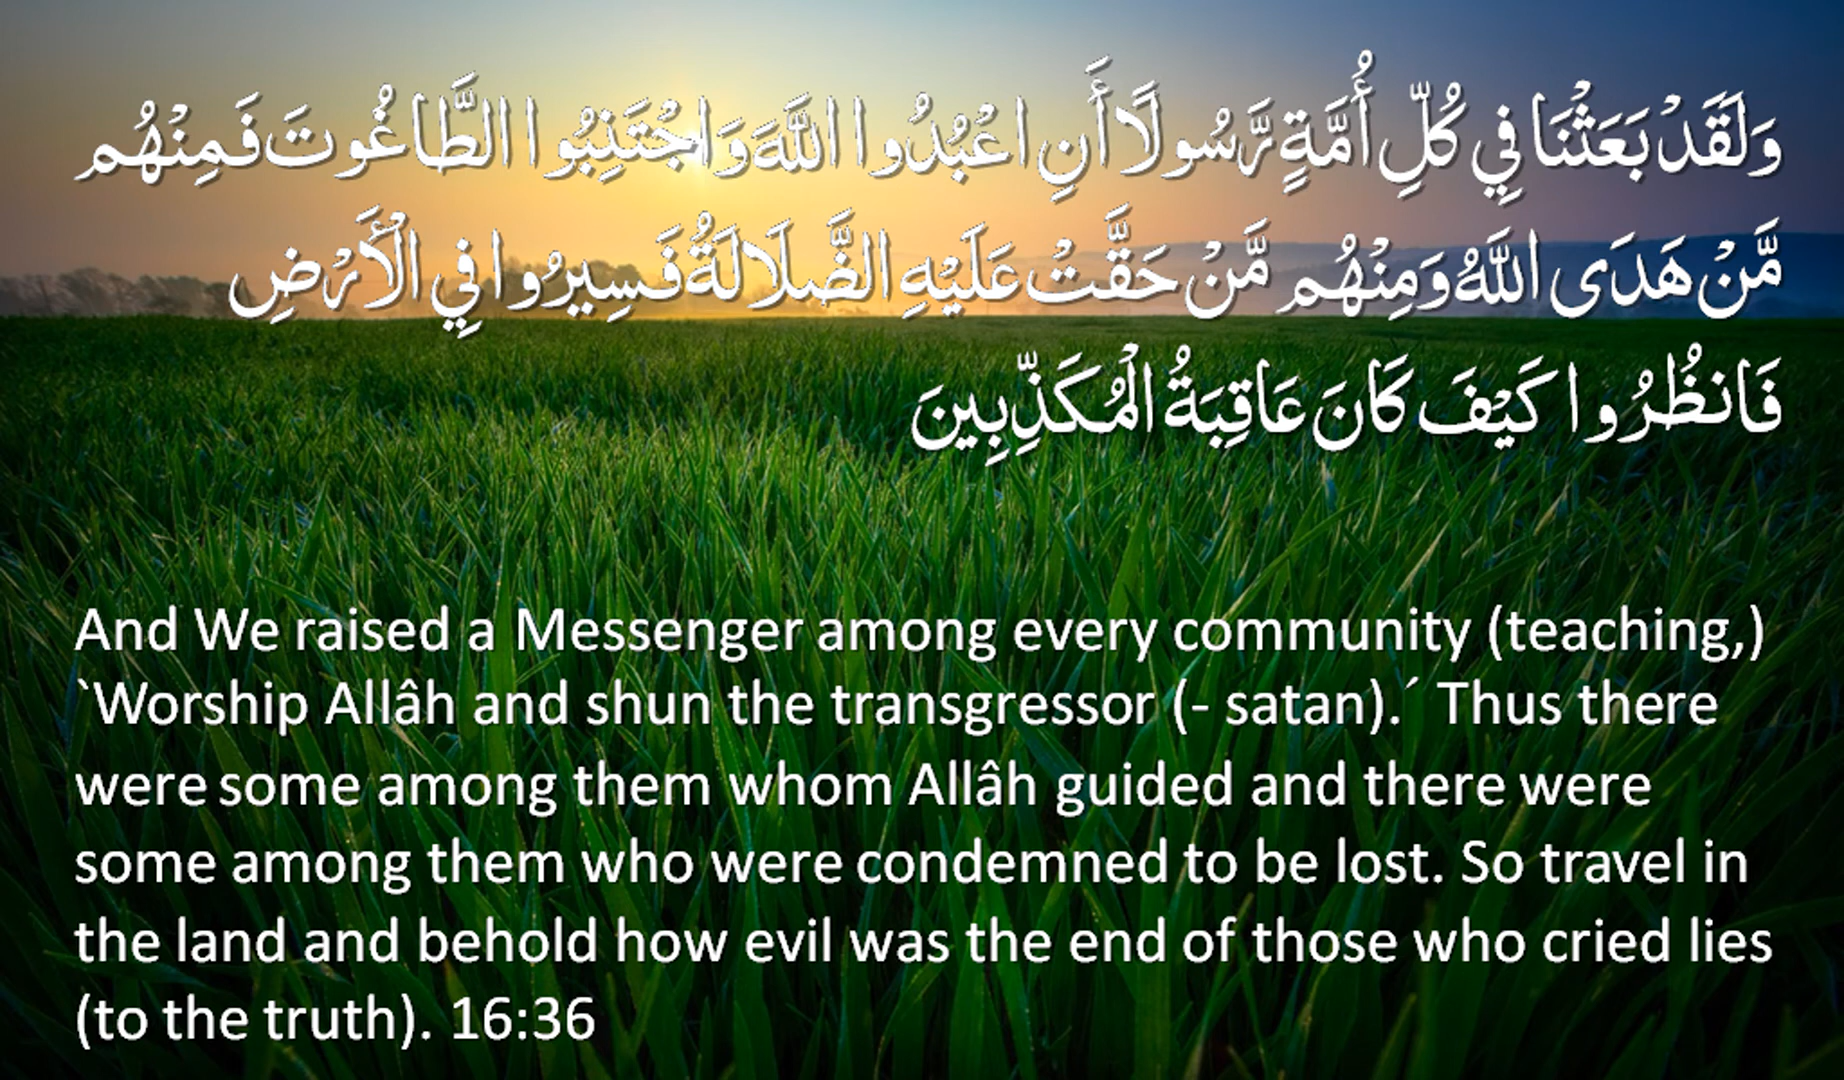 وَلَقَدْ بَعَثْنَا فِي كُلِّ أُمَّةٍ رَّسُولًا أَنِ اعْبُدُوا اللَّهَ وَاجْتَنِبُوا الطَّاغُوتَ فَمِنْهُم
مَّنْ هَدَى اللَّهُ وَمِنْهُم مَّنْ حَقَّتْ عَلَيْهِ الضَّلَالَةُ فَسِيرُوا فِي الْأَرْضِ
فَانظُرُوا كَيْفَ كَانَ عَاقِبَةُ الْمُكَذِّبِينَ
And We raised a Messenger among every community (teaching,)
`Worship Allâh and shun the transgressor (- satan).´ Thus there
were some among them whom Allâh guided and there were
some among them who were condemned to be lost. So travel in
the land and behold how evil was the end of those who cried lies
(to the truth). 16:36